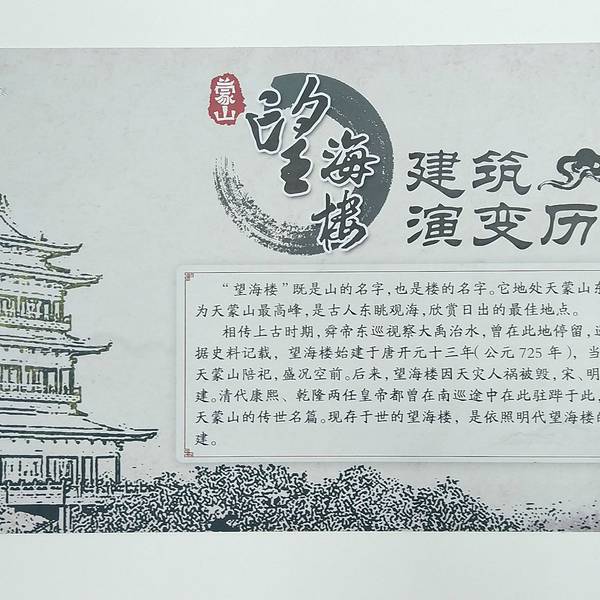 蒙山
望海楼
建筑
演变历
“望海楼”既是山的名字，也是楼的名字。它地处天蒙山东
为天蒙山最高峰，是古人东眺观海，欣赏日出的最佳地点。
相传上古时期，舜帝东巡视察大禹治水，曾在此地停留，
据史料记载，望海楼始建于唐开元十三年（公元 725 年），当
天蒙山陪祀，盛况空前。后来，望海楼因天灾人祸被毁，宋、明
建。清代康熙、乾隆两任皇帝都曾在南巡途中在此驻跸于此，
天蒙山的传世名篇。现存于世的望海楼，是依照明代望海楼的
建。